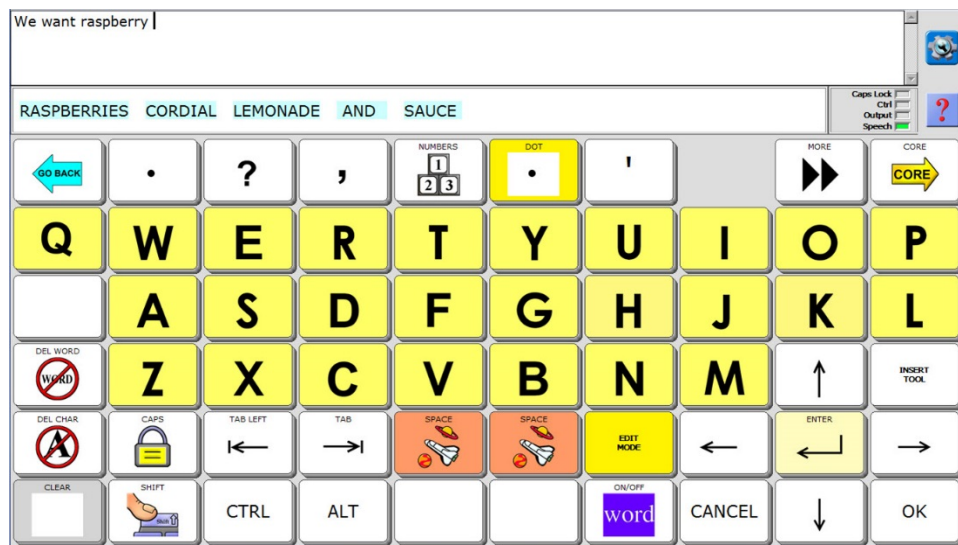 We want raspberry
RASPBERRIES CORDIAL LEMONADE AND SAUCE
Caps Lock
Ctrl
Output
Speech
?
GO BACK
.
?
,
NUMBERS
1
2 3
DOT
.
'
MORE
CORE
CORE
Q W E R T Y U I O P
A S D F G H J K L
DEL WORD
WORD
Z X C V B N M
↑
INSERT
TOOL
DEL CHAR
A
CAPS
TAB LEFT
TAB
SPACE
SPACE
EDIT
MODE
←
ENTER
→
CLEAR
SHIFT
Shift
CTRL
ALT
ON/OFF
word
CANCEL
↓
OK